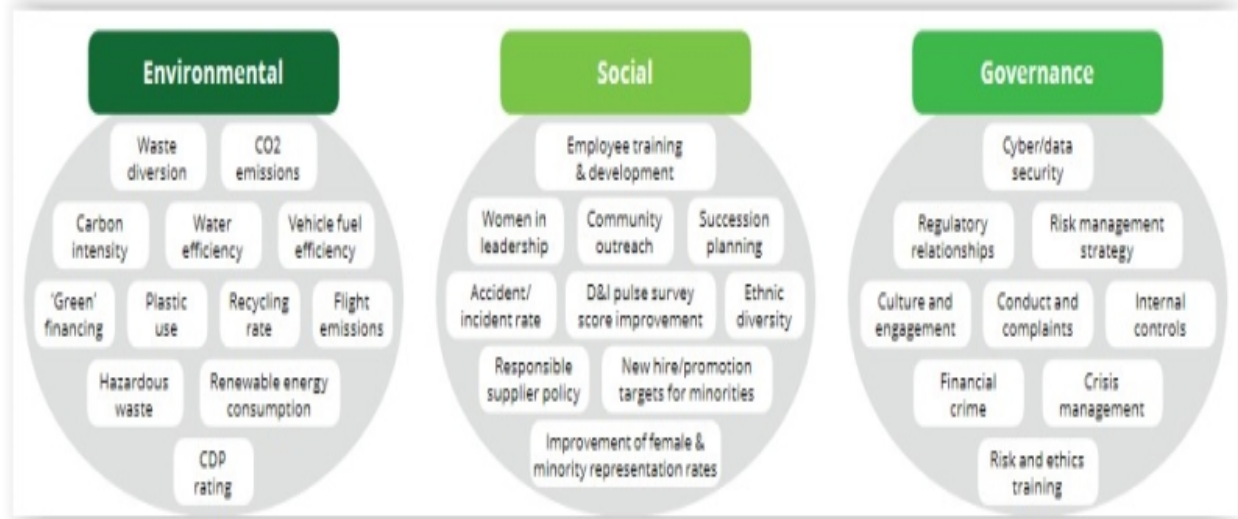 Environmental
Waste
diversion
CO2
emissions
Carbon
intensity
Water
efficiency
Vehicle fuel
efficiency
'Green'
financing
Plastic
use
Recycling
rate
Flight
emissions
Hazardous
waste
Renewable energy
consumption
CDP
rating
Social
Employee training
& development
Women in
leadership
Community
outreach
Succession
planning
Accident/
incident rate
D&I pulse survey
score improvement
Ethnic
diversity
Responsible
supplier policy
New hire/promotion
targets for minorities
Improvement of female &
minority representation rates
Governance
Cyber/data
security
Regulatory
relationships
Risk management
strategy
Culture and
engagement
Conduct and
complaints
Internal
controls
Financial
crime
Crisis
management
Risk and ethics
training